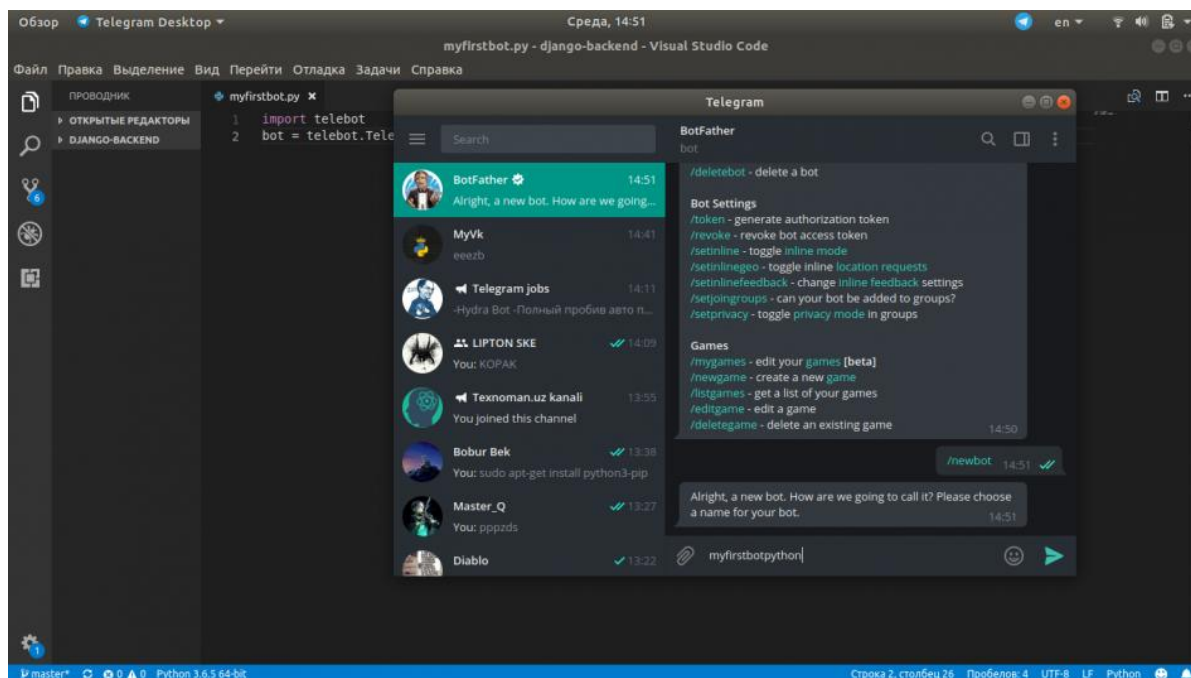 Обзор Telegram Desktop
Среда, 14:51
en
myfirstbot.py - django-backend - Visual Studio Code
Файл Правка Выделение Вид Перейти Отладка Задачи Справка
ПРОВОДНИК
ОТКРЫТЫЕ РЕДАКТОРЫ
DJANGO-BACKEND
6
1
myfirstbot.py
1 import telebot
2 bot = telebot.Tele
Telegram
Search
BotFather 14:51
Alright, a new bot. How are we going...
MyVk 14:41
eeezb
Telegram jobs 14:11
-Hydra Bot -Полный пробив авто п...
LIPTON SKE 14:09
You: KOPAK
Texnoman.uz kanali 13:55
You joined this channel
Bobur Bek 13:38
You: sudo apt-get install python3-pip
Master_Q 13:27
You: pppzds
Diablo 13:22
BotFather
bot
/deletebot - delete a bot
Bot Settings
/token - generate authorization token
/revoke - revoke bot access token
/setinline - toggle inline mode
/setinlinegeo - toggle inline location requests
/setinlinefeedback - change inline feedback settings
/setjoingroups - can your bot be added to groups?
/setprivacy - toggle privacy mode in groups
Games
/mygames - edit your games [beta]
/newgame - create a new game
/listgames - get a list of your games
/editgame - edit a game
/deletegame - delete an existing game
14:50
/newbot 14:51
Alright, a new bot. How are we going to call it? Please choose
a name for your bot.
14:51
myfirstbotpython
master* 0 0 Python 3.6.5 64-bit
Строка 2, столбец 26 Пробелов: 4 UTF-8 LF Python